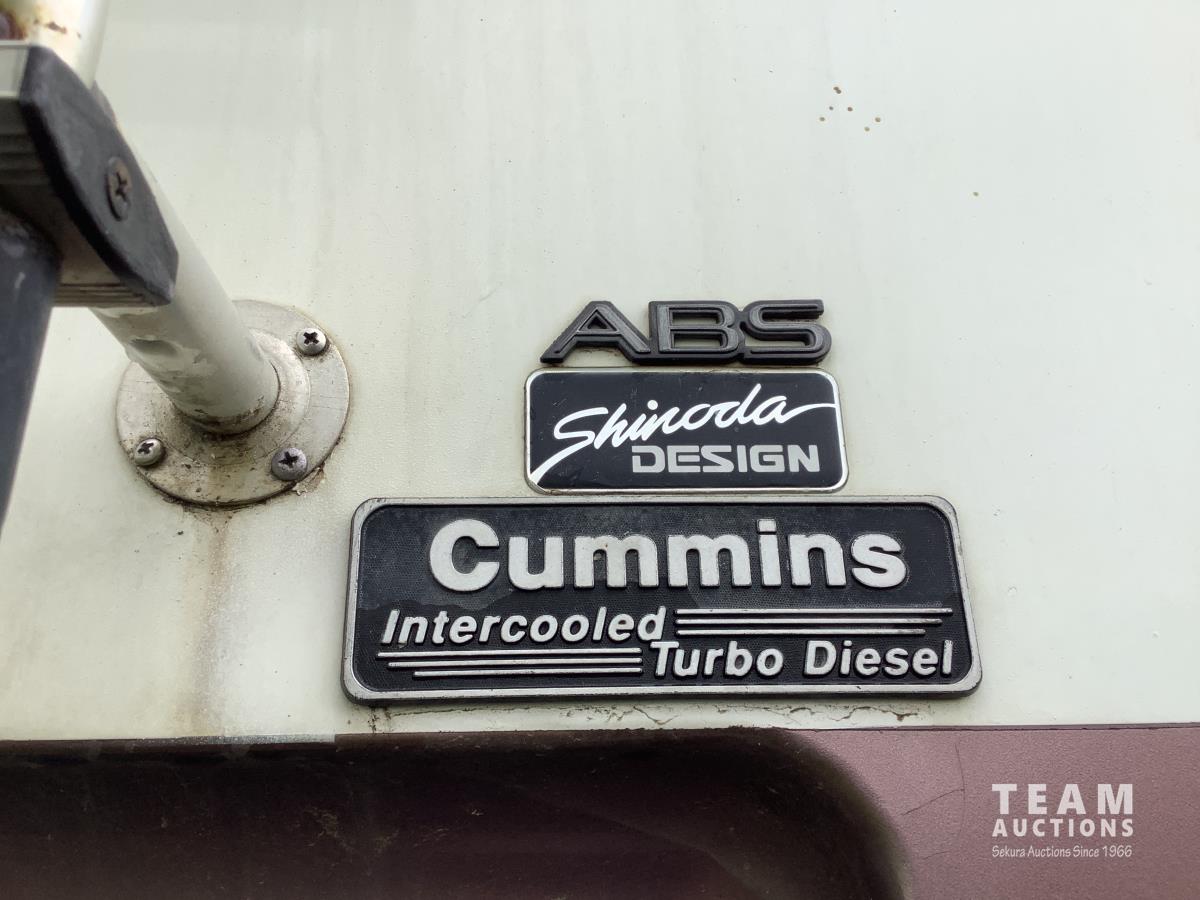 ABS
Shinoda
DESIGN
Cummins
Intercooled
Turbo Diesel
TEAM
AUCTIONS
Sekura Auctions Since 1966